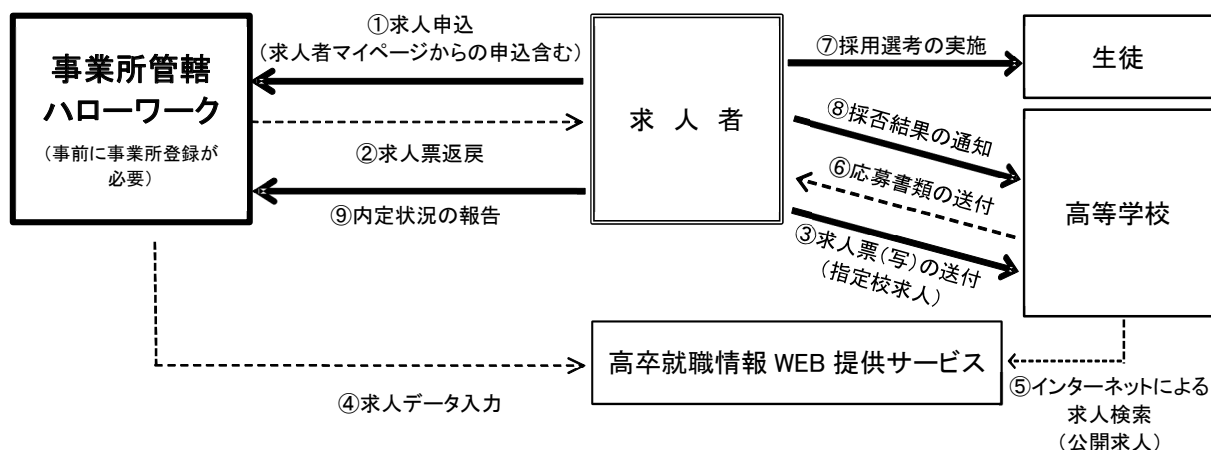 ①求人申込
(求人者マイページからの申込含む)
事業所管轄
ハローワーク
(事前に事業所登録が
必要)
②求人票返戻
⑨内定状況の報告
求人者
⑦採用選考の実施
生徒
⑧採否結果の通知
⑥応募書類の送付
③求人票(写)の送付
(指定校求人)
高等学校
高卒就職情報 WEB 提供サービス
④求人データ入力
⑤インターネットによる
求人検索
(公開求人)